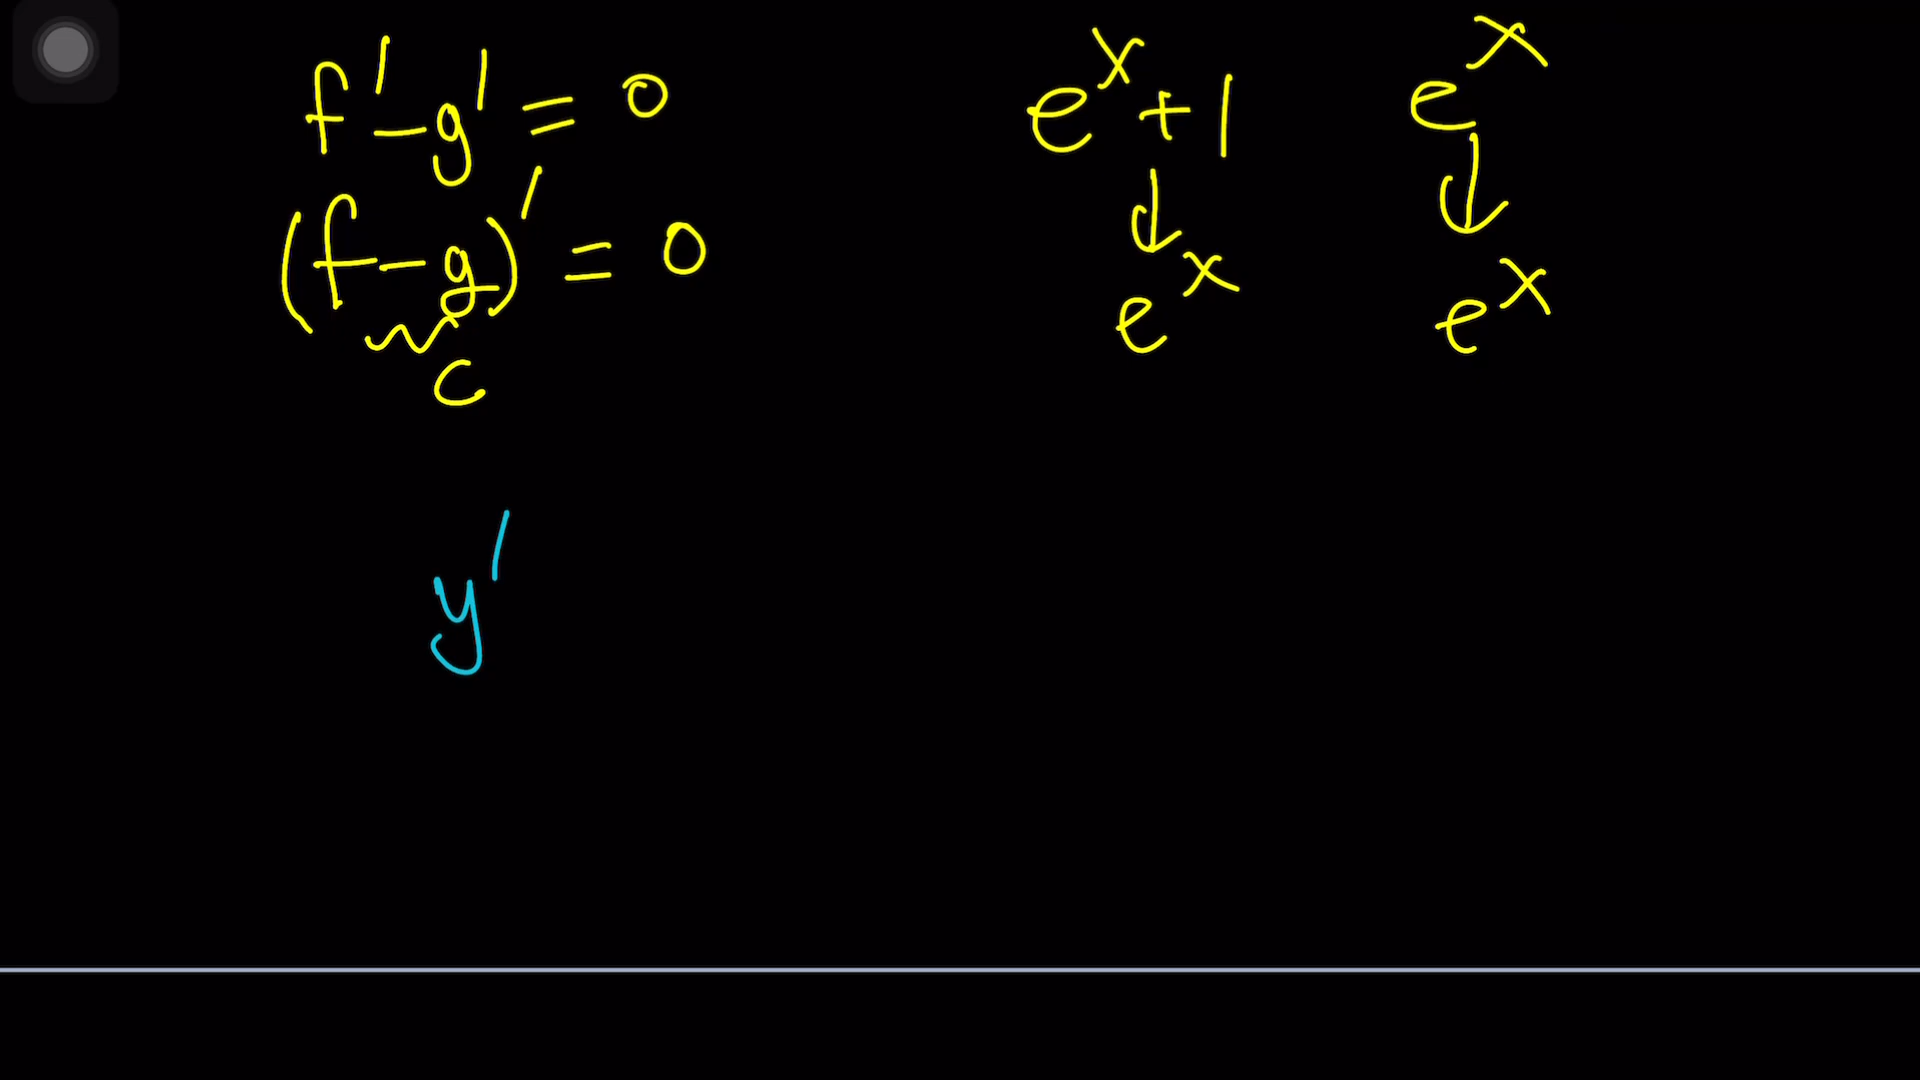 f' - g' = 0
(f - g)' = 0
c
e^x + 1
e^x
e^x
e^x
y'